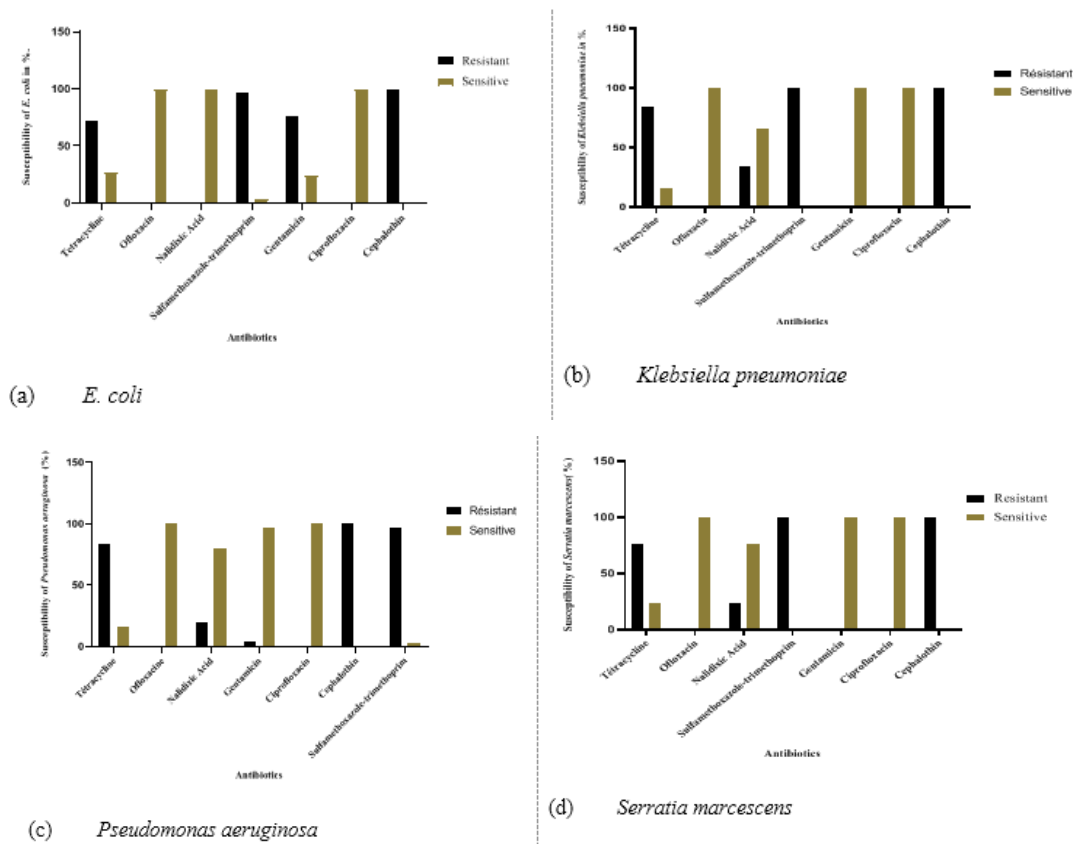 150
100
50
0
Susceptibility of E. coli in %.
Resistant
Sensitive
Tetracycline
Ofloxacin
Nalidixic Acid
Sulfamethoxazole-trimethoprim
Gentamicin
Ciprofloxacin
Cephalothin
Antibiotics
(a) E. coli
150
100
50
0
Susceptibility of Klebsiella pneumoniae in %.
Résistant
Sensitive
Tétracycline
Ofloxacin
Nalidixic Acid
Sulfamethoxazole-trimethoprim
Gentamicin
Ciprofloxacin
Cephalothin
Antibiotics
(b) Klebsiella pneumoniae
150
100
50
0
Susceptibility of Pseudomonas aeruginosa (%)
Résistant
Sensitive
Tétracycline
Ofloxacine
Nalidixic Acid
Gentamicin
Ciprofloxacin
Cephalothin
Sulfamethoxazole-trimethoprim
Antibiotics
(c) Pseudomonas aeruginosa
150
100
50
0
Susceptibility of Serratia marcescens( %)
Resistant
Sensitive
Tétracycline
Ofloxacin
Nalidixic Acid
Sulfamethoxazole-trimethoprim
Gentamicin
Ciprofloxacin
Cephalothin
Antibiotics
(d) Serratia marcescens